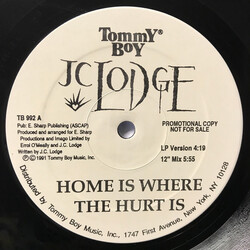 TOMMY®
BOY
JC LODGE
TB 992 A
Pub: E. Sharp Publishing (ASCAP)
Produced and arranged for E. Sharp
Productions and Image Limited by
Errol O'Meally and J.C. Lodge
Written by J.C. Lodge
℗ © 1991 Tommy Boy Music, Inc.
PROMOTIONAL COPY
NOT FOR SALE
LP Version 4:19
12" Mix 5:55
HOME IS WHERE
THE HURT IS
Distributed by Tommy Boy Music, Inc., 1747 First Avenue, New York, NY 10128